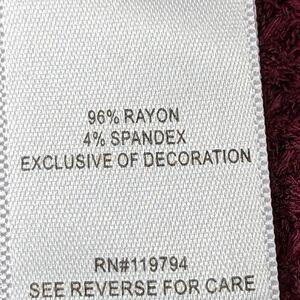 96% RAYON
4% SPANDEX
EXCLUSIVE OF DECORATION
RN#119794
SEE REVERSE FOR CARE